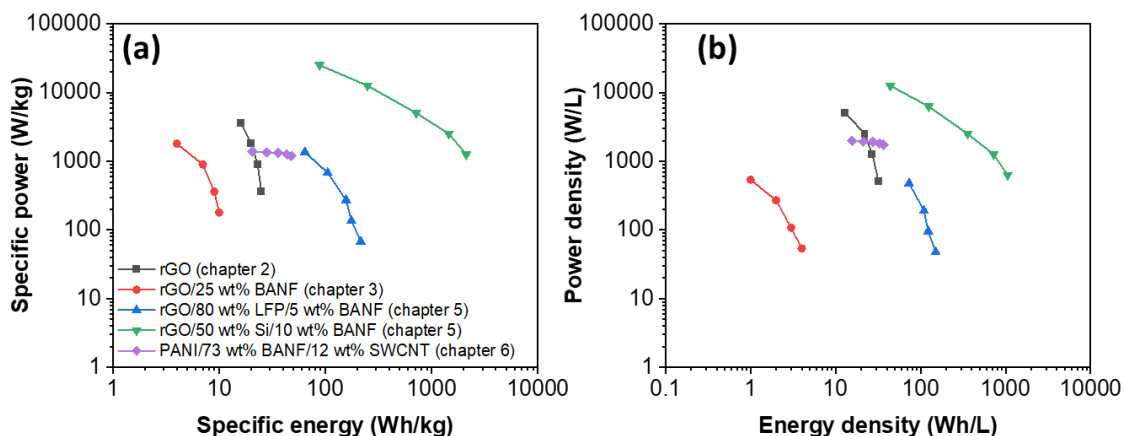 (a)
Specific power (W/kg)
100000
10000
1000
100
10
1
rGO (chapter 2)
rGO/25 wt% BANF (chapter 3)
rGO/80 wt% LFP/5 wt% BANF (chapter 5)
rGO/50 wt% Si/10 wt% BANF (chapter 5)
PANI/73 wt% BANF/12 wt% SWCNT (chapter 6)
1 10 100 1000 10000
Specific energy (Wh/kg)
(b)
Power density (W/L)
100000
10000
1000
100
10
1
0.1 1 10 100 1000 10000
Energy density (Wh/L)